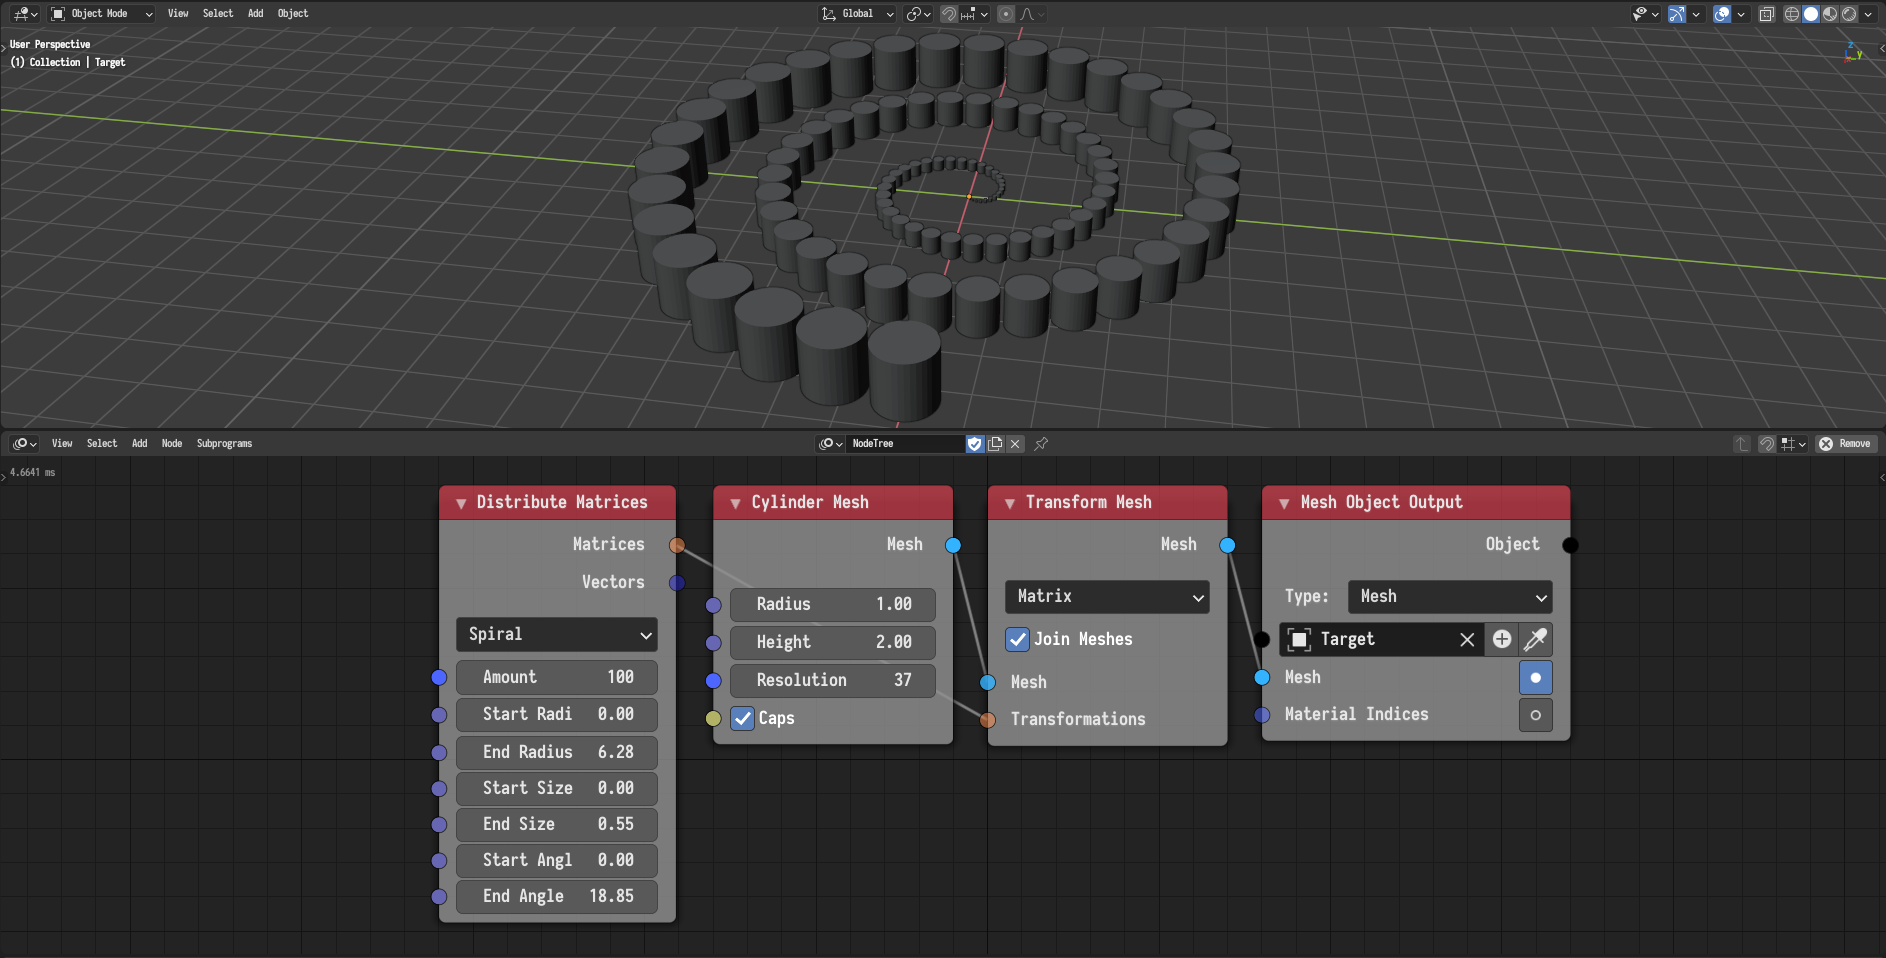 Object Mode View Select Add Object Global
User Perspective
(1) Collection | Target
Z
Y
View Select Add Node Subprograms NodeTree Remove
4.6641 ms
Distribute Matrices
Matrices
Vectors
Spiral
Amount 100
Start Radi 0.00
End Radius 6.28
Start Size 0.00
End Size 0.55
Start Angl 0.00
End Angle 18.85
Cylinder Mesh
Mesh
Radius 1.00
Height 2.00
Resolution 37
Caps
Transform Mesh
Mesh
Matrix
Join Meshes
Mesh
Transformations
Mesh Object Output
Object
Type: Mesh
Target
Mesh
Material Indices